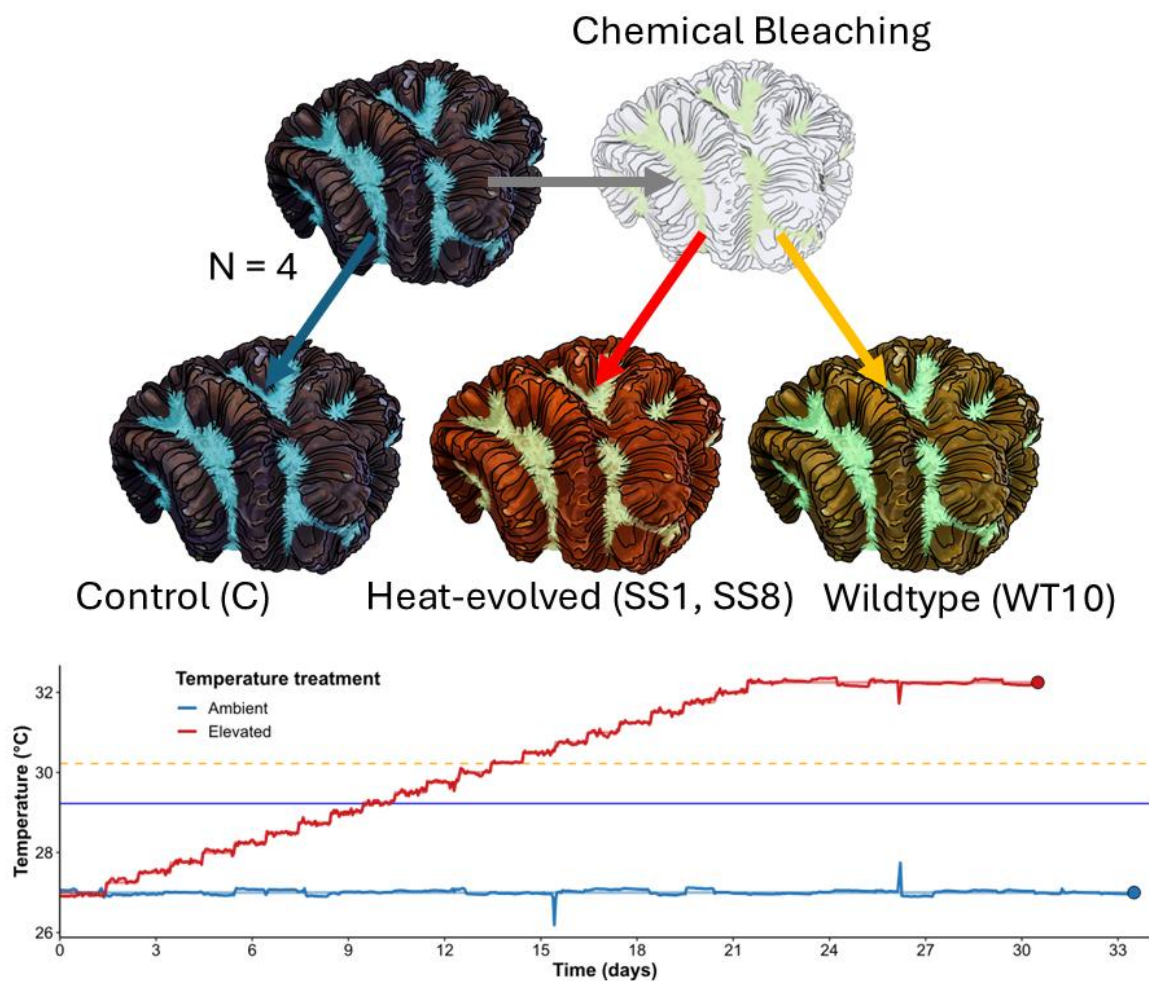 Chemical Bleaching
N = 4
Control (C)
Heat-evolved (SS1, SS8)
Wildtype (WT10)
Temperature treatment
Ambient
Elevated
Temperature (°C)
32
30
28
26
0 3 6 9 12 15 18 21 24 27 30 33
Time (days)